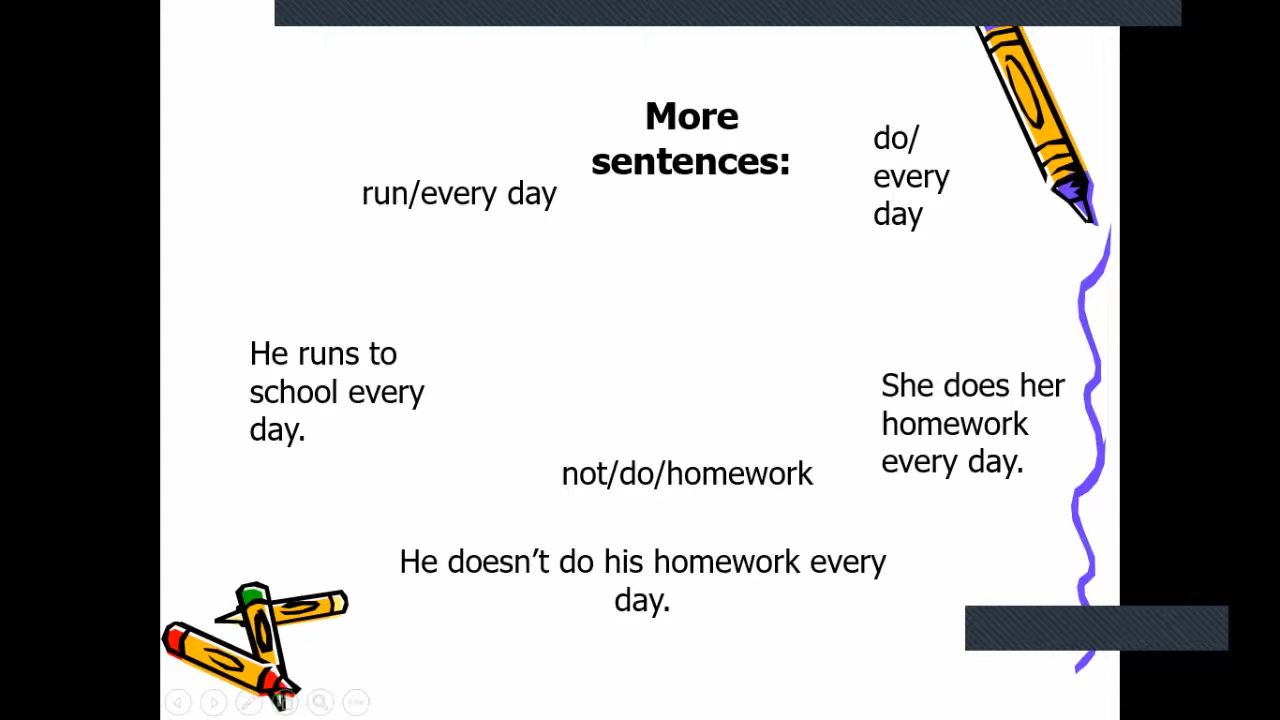 More
sentences:
run/every day
do/
every
day
He runs to
school every
day.
She does her
homework
every day.
not/do/homework
He doesn’t do his homework every
day.